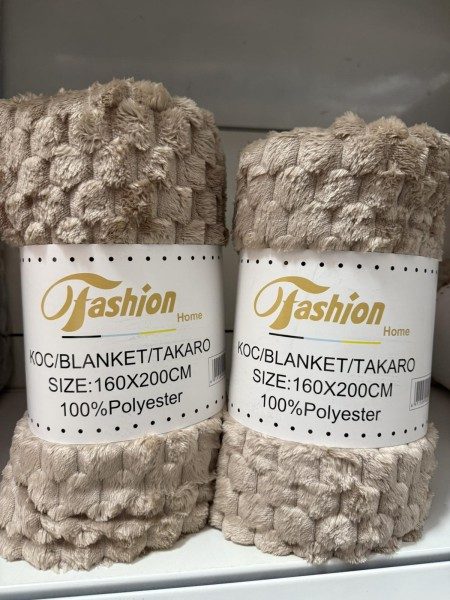 Fashion
Home
KOC/BLANKET/TAKARO
SIZE:160X200CM
100%Polyester
Fashion
Home
KOC/BLANKET/TAKARO
SIZE:160X200CM
100%Polyester